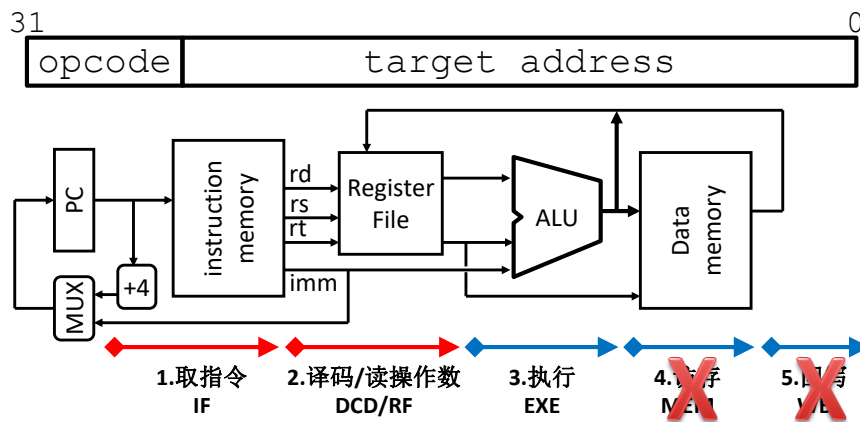 31 0
opcode target address
PC
+4
MUX
instruction
memory
rd
rs
rt
imm
Register
File
ALU
Data
memory
1.取指令
IF
2.译码/读操作数
DCD/RF
3.执行
EXE
4.
5.